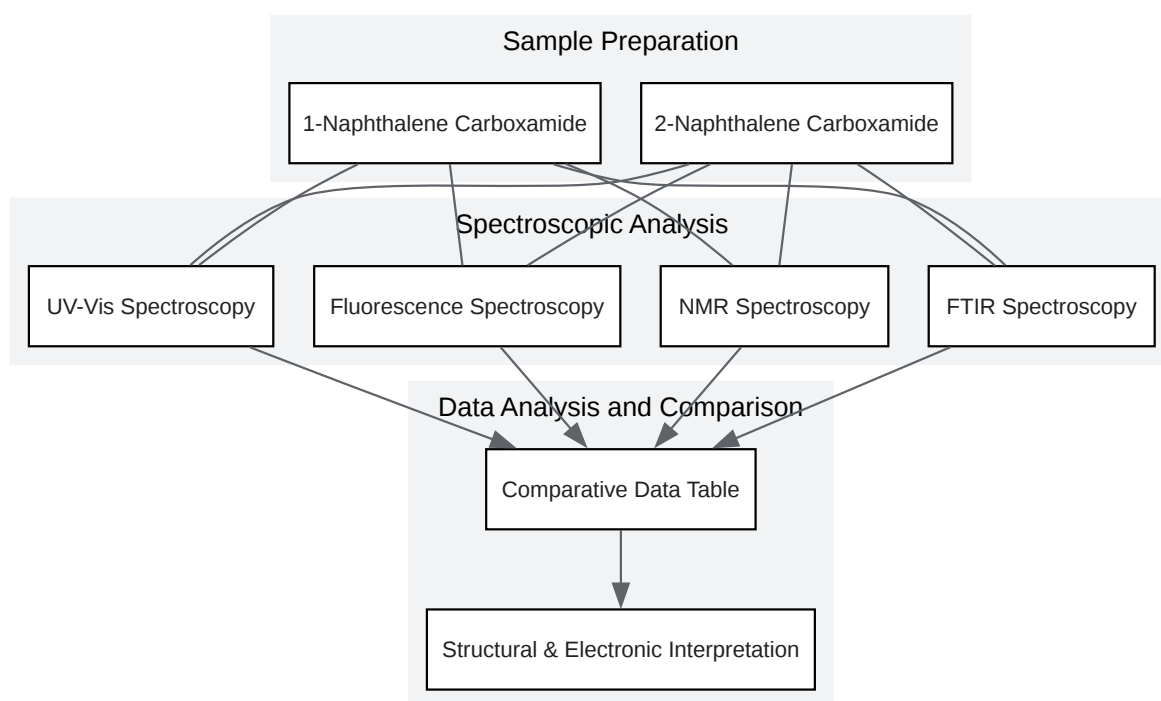 Sample Preparation
1-Naphthalene Carboxamide
2-Naphthalene Carboxamide
Spectroscopic Analysis
UV-Vis Spectroscopy
Fluorescence Spectroscopy
NMR Spectroscopy
FTIR Spectroscopy
Data Analysis and Comparison
Comparative Data Table
Structural & Electronic Interpretation